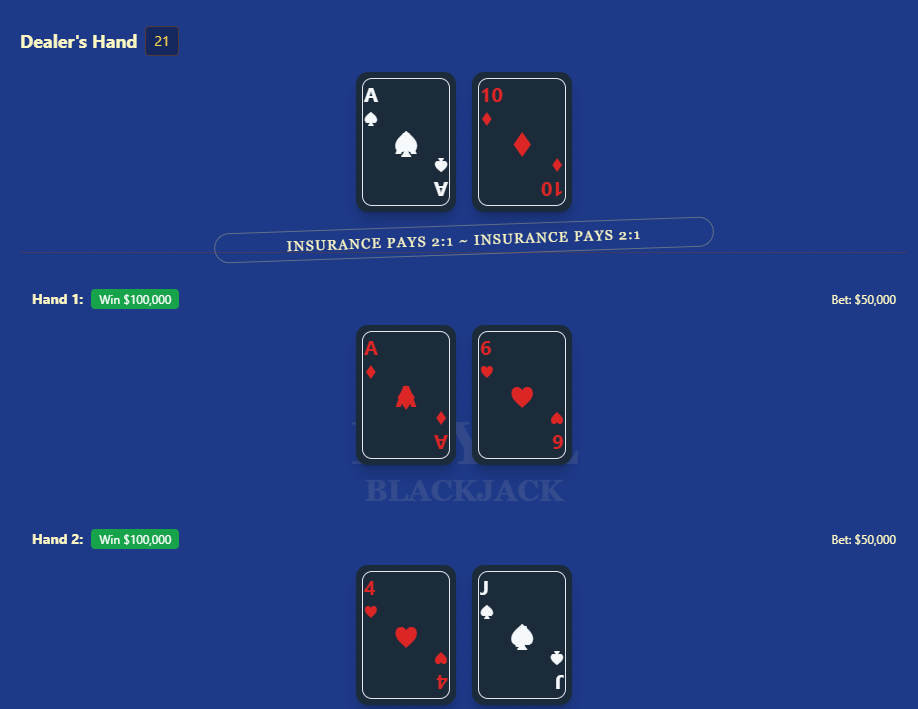 Dealer's Hand 21
A 10
A 10
INSURANCE PAYS 2:1 ~ INSURANCE PAYS 2:1
Hand 1: Win $100,000 Bet: $50,000
A 6
A 6
BLACKJACK
Hand 2: Win $100,000 Bet: $50,000
4 J
4 J